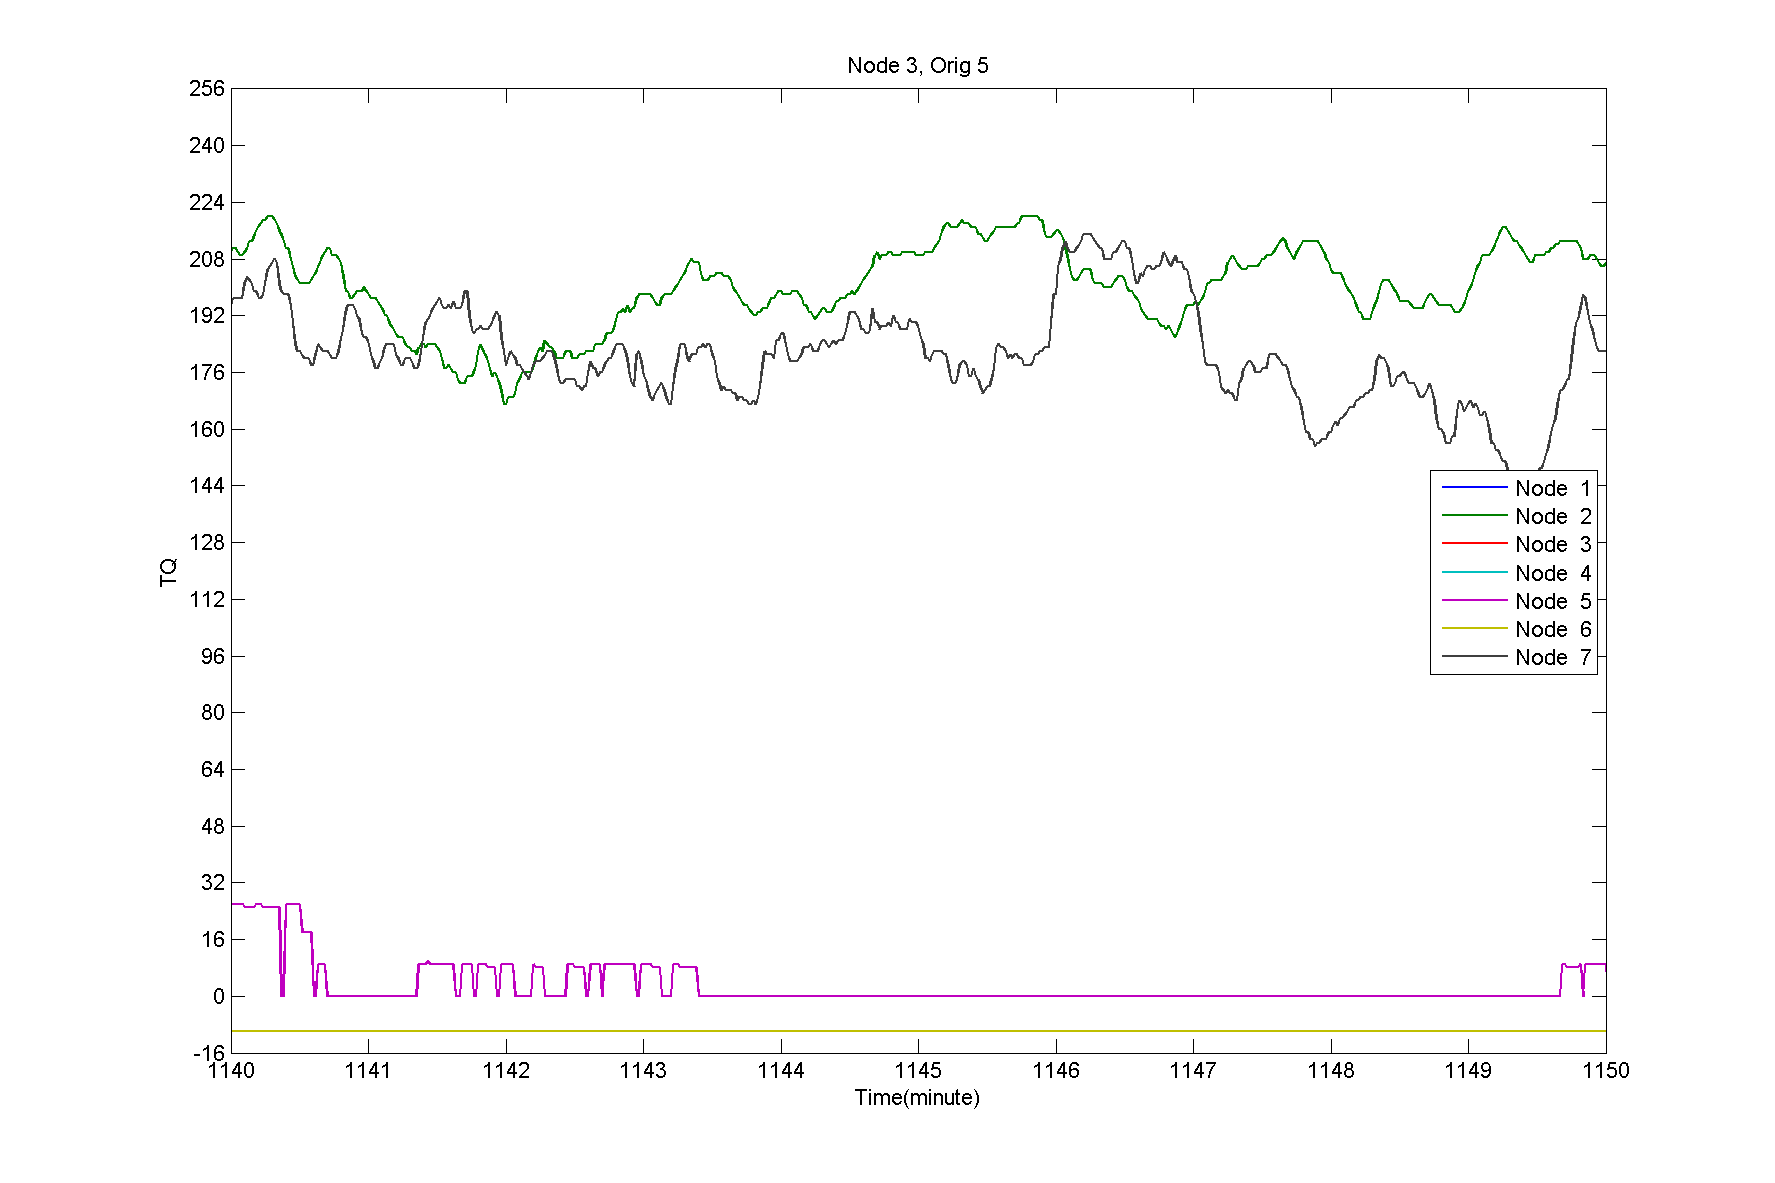 Node 3, Orig 5
256
240
224
208
192
176
160
144
128
112
96
80
64
48
32
16
0
-16
TQ
Node 1
Node 2
Node 3
Node 4
Node 5
Node 6
Node 7
1140 1141 1142 1143 1144 1145 1146 1147 1148 1149 1150
Time(minute)